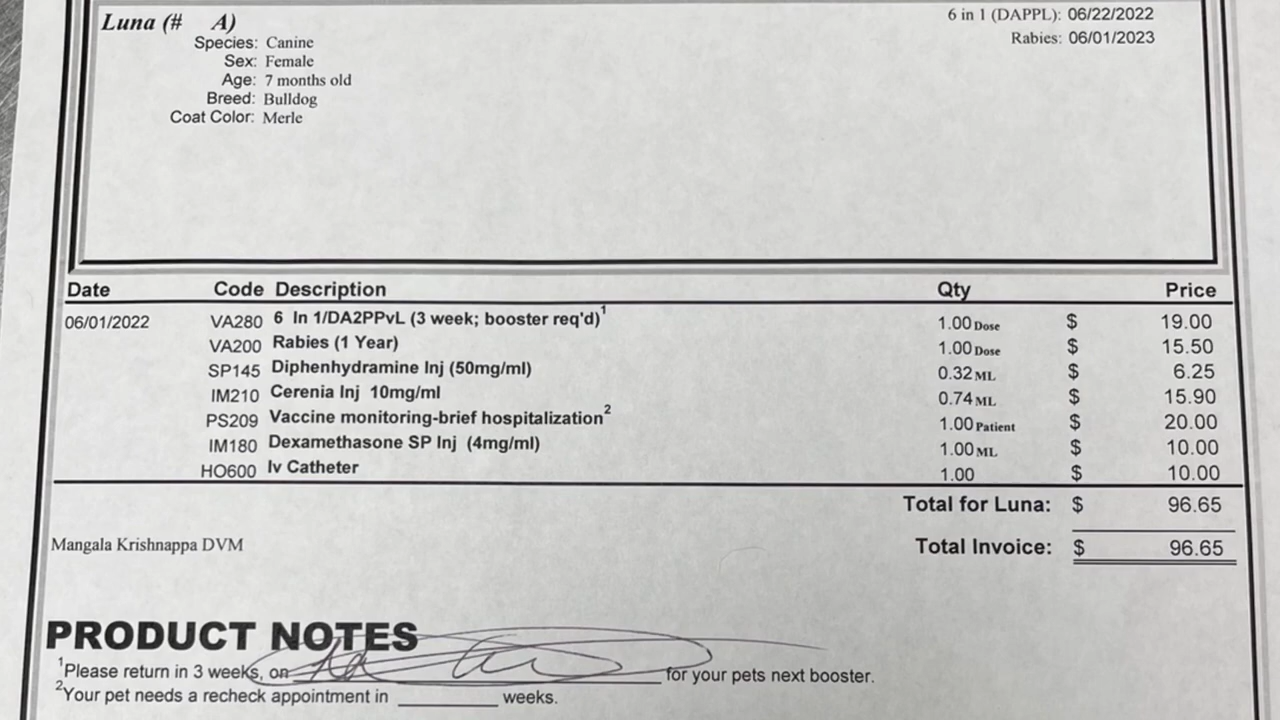 Luna (# A)
6 in 1 (DAPPL): 06/22/2022
Rabies: 06/01/2023
Species: Canine
Sex: Female
Age: 7 months old
Breed: Bulldog
Coat Color: Merle
Date Code Description Qty Price
06/01/2022 VA280 6 In 1/DA2PPvL (3 week; booster req'd)1 1.00 Dose $ 19.00
VA200 Rabies (1 Year) 1.00 Dose $ 15.50
SP145 Diphenhydramine Inj (50mg/ml) 0.32 ML $ 6.25
IM210 Cerenia Inj 10mg/ml 0.74 ML $ 15.90
PS209 Vaccine monitoring-brief hospitalization2 1.00 Patient $ 20.00
IM180 Dexamethasone SP Inj (4mg/ml) 1.00 ML $ 10.00
HO600 Iv Catheter 1.00 $ 10.00
Total for Luna: $ 96.65
Mangala Krishnappa DVM
Total Invoice: $ 96.65
PRODUCT NOTES
1Please return in 3 weeks, on for your pets next booster.
2Your pet needs a recheck appointment in ________ weeks.